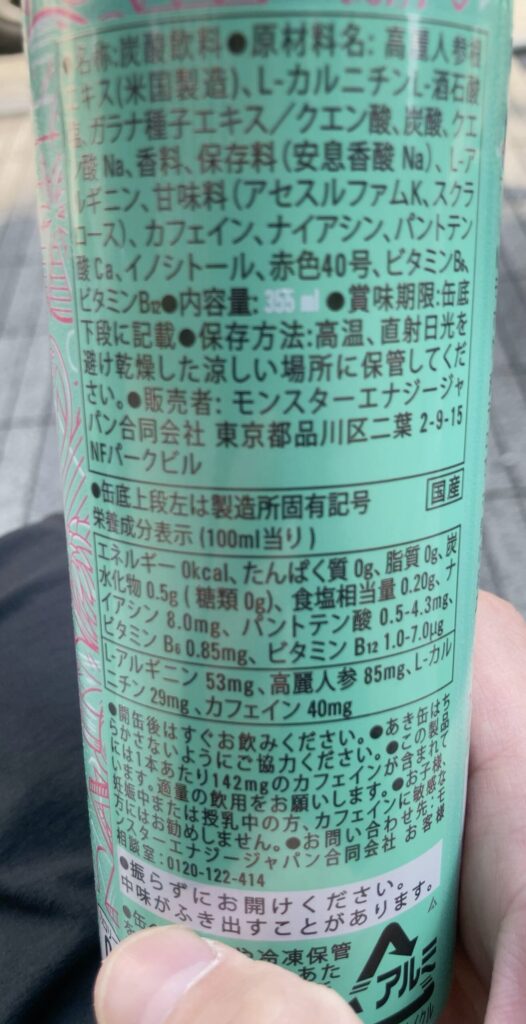 ●名称:炭酸飲料●原材料名:高麗人参根
エキス(米国製造)、L-カルニチンL-酒石酸
塩、ガラナ種子エキス／クエン酸、炭酸、クエ
ン酸Na、香料、保存料(安息香酸Na)、L-ア
ルギニン、甘味料(アセスルファムK、スクラ
ロース)、カフェイン、ナイアシン、パントテン
酸Ca、イノシトール、赤色40号、ビタミンB₆、
ビタミンB₁₂●内容量:355 ml●賞味期限:缶底
下段に記載●保存方法:高温、直射日光を
避け乾燥した涼しい場所に保管してくだ
さい。●販売者:モンスターエナジージャ
パン合同会社 東京都品川区二葉 2-9-15
NFパークビル
●缶底上段左は製造所固有記号
国産
栄養成分表示(100ml当り)
エネルギー 0kcal、たんぱく質 0g、脂質 0g、炭
水化物 0.5g(糖類 0g)、食塩相当量 0.20g、ナ
イアシン 8.0mg、パントテン酸 0.5-4.3mg、
ビタミン B₆ 0.85mg、ビタミン B₁₂ 1.0-7.0μg
L-アルギニン 53mg、高麗人参 85mg、L-カル
ニチン 29mg、カフェイン 40mg
●開缶後はすぐお飲みください。●あき缶はち
らかさないようにご協力ください。●この製品
には1本あたり142mgのカフェインが含まれて
います。適量の飲用をお願いします。●お子様、
妊娠中または授乳中の方、カフェインに敏感な
方にはお勧めしません。●お問い合わせ先:モ
ンスターエナジージャパン合同会社 お客様
相談室:0120-122-414
●振らずにお開けください。
中味がふき出すことがあります。
や冷凍保管
あた
アルミ